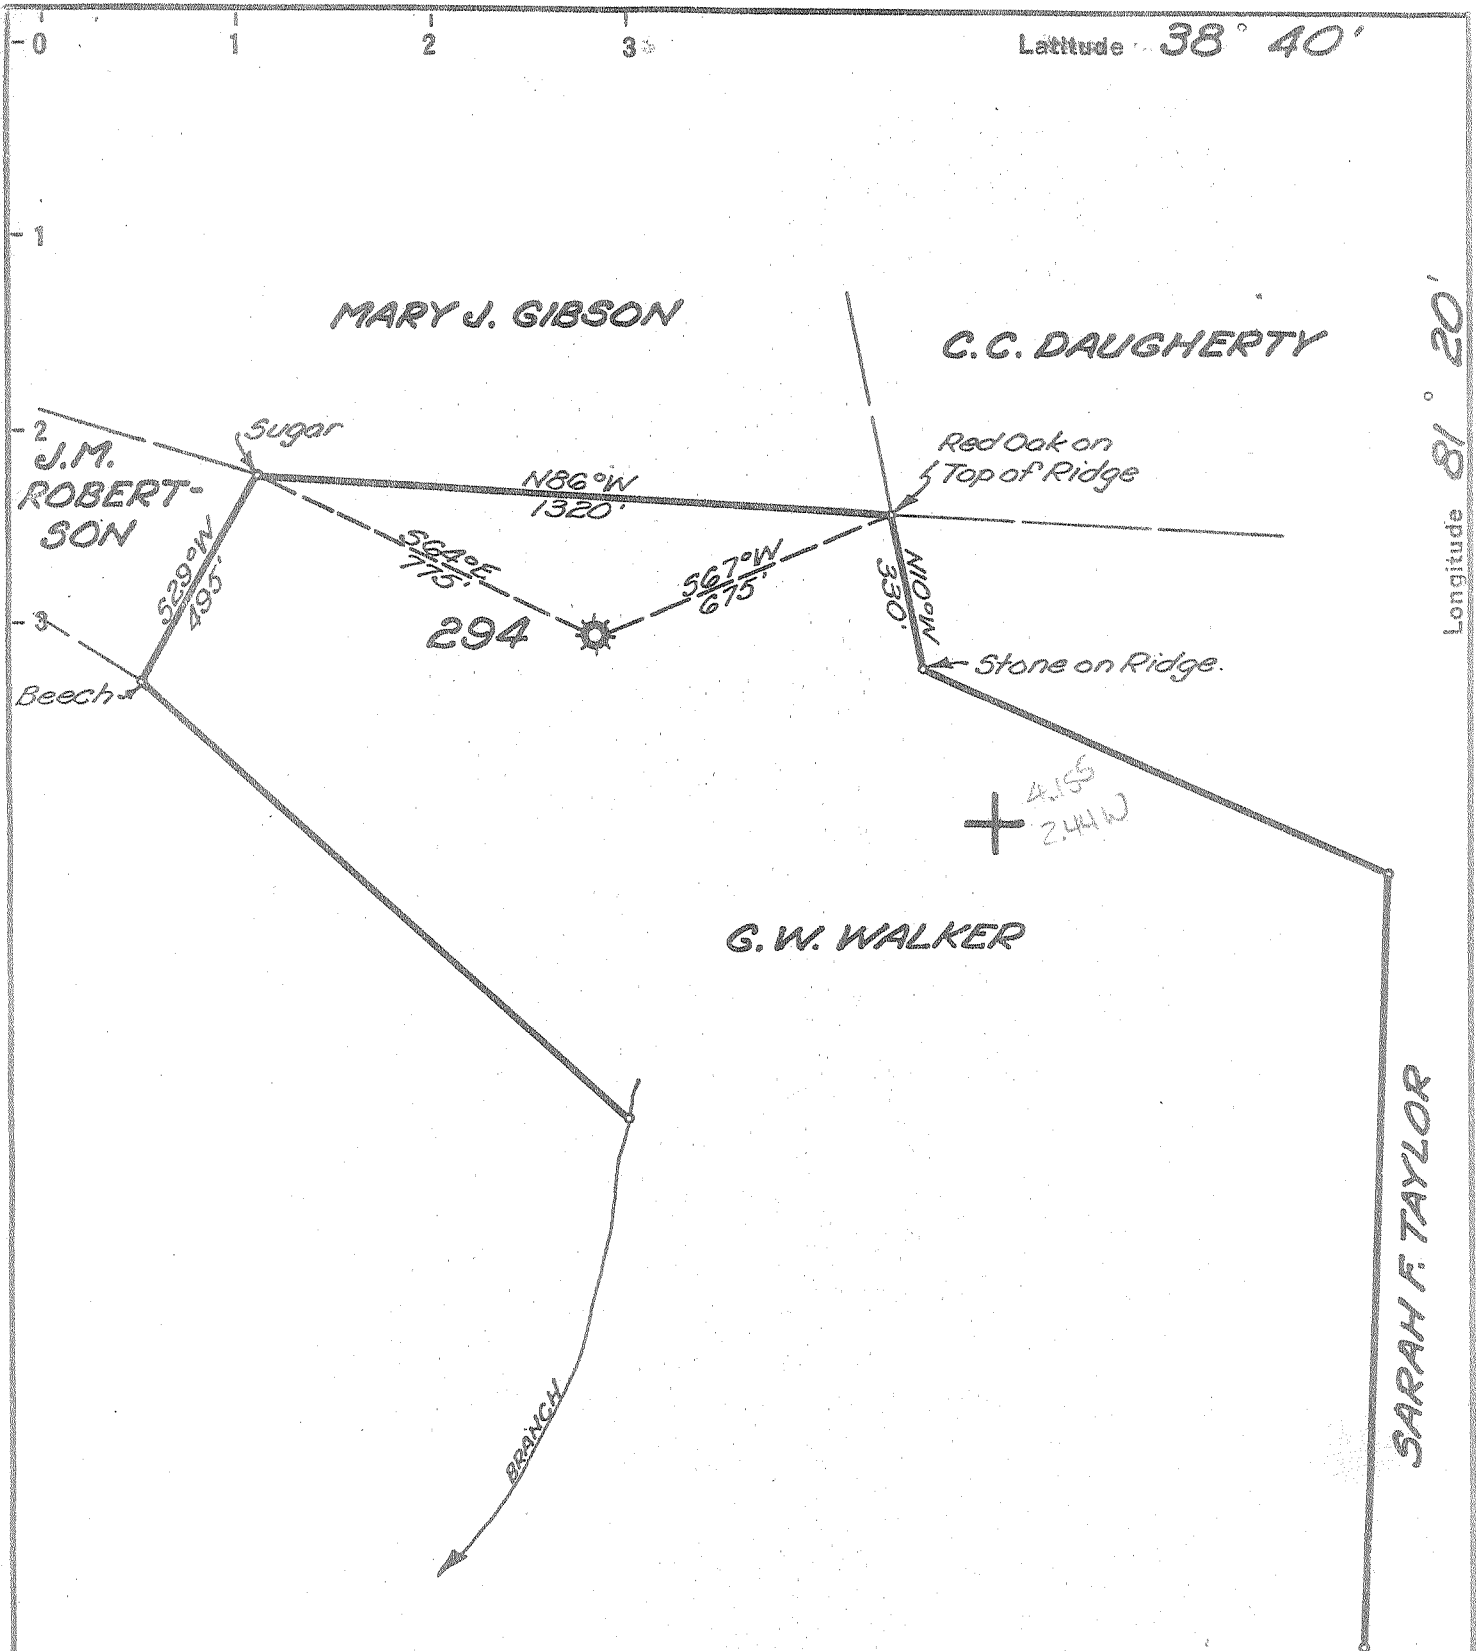 0 1 2 3 Latitude 38° 40'
1
MARY J. GIBSON
C.C. DAUGHERTY
Longitude 81° 20'
2
J.M.
ROBERT-
SON
Sugar
Red Oak on
Top of Ridge
N86°W
1320'
S29°W
495'
S64°E
775'
S67°W
675'
N10°W
330'
3
294
Stone on Ridge.
Beech
4.15S
2.44W
G.W. WALKER
SARAH F. TAYLOR
BRANCH